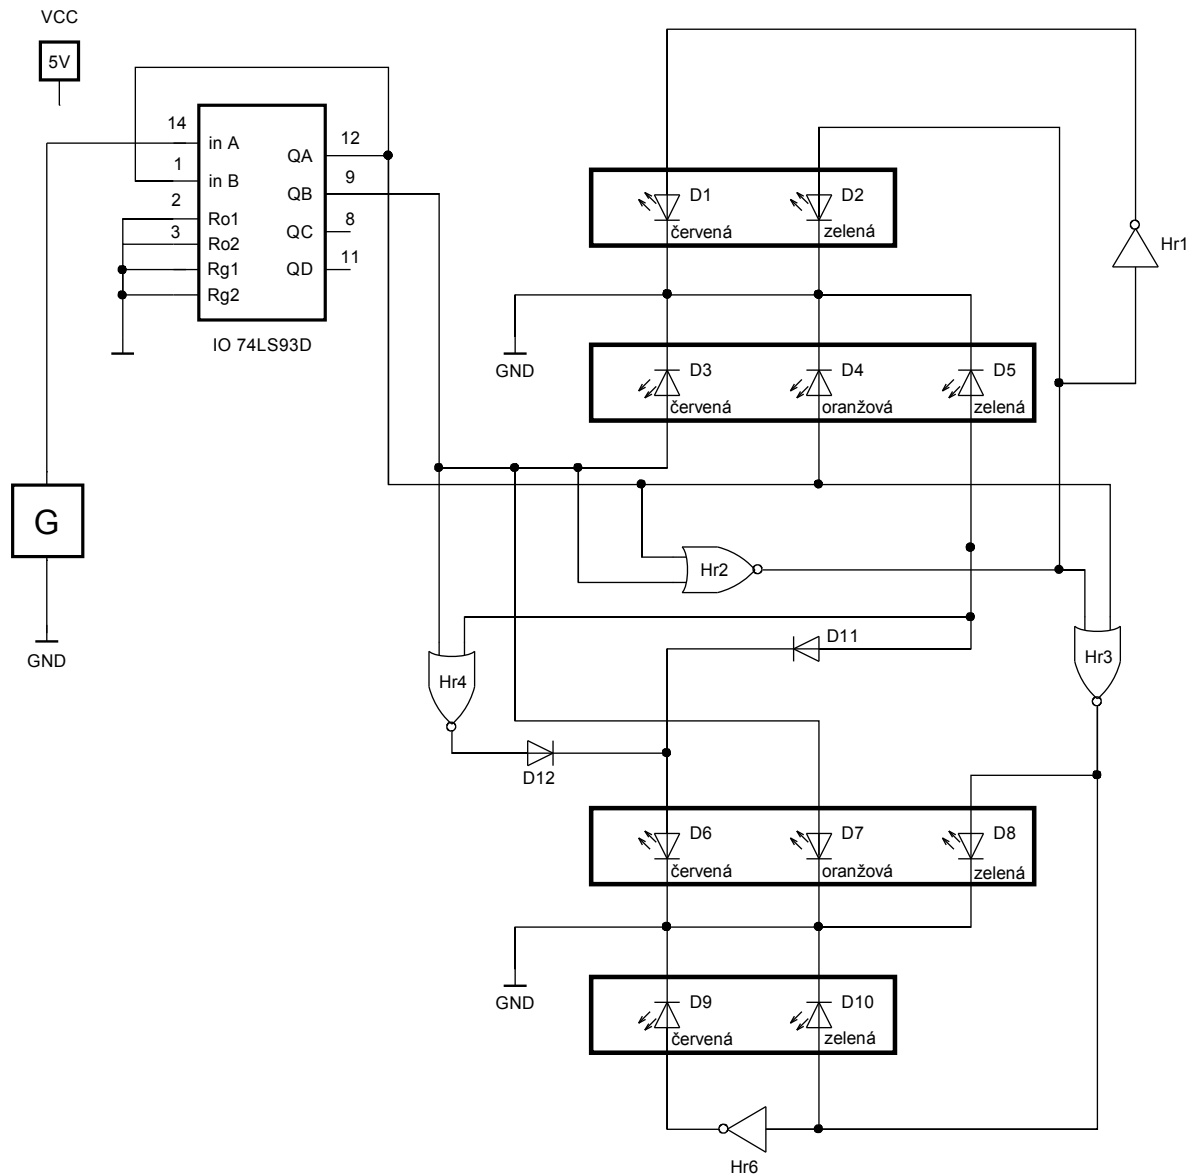 VCC
5V
14
in A
1
in B
2
Ro1
3
Ro2
Rg1
Rg2
QA
12
QB
9
QC
8
QD
11
IO 74LS93D
G
GND
D1
červená
D2
zelená
Hr1
GND
D3
červená
D4
oranžová
D5
zelená
Hr2
Hr3
Hr4
D11
D12
D6
červená
D7
oranžová
D8
zelená
GND
D9
červená
D10
zelená
Hr6